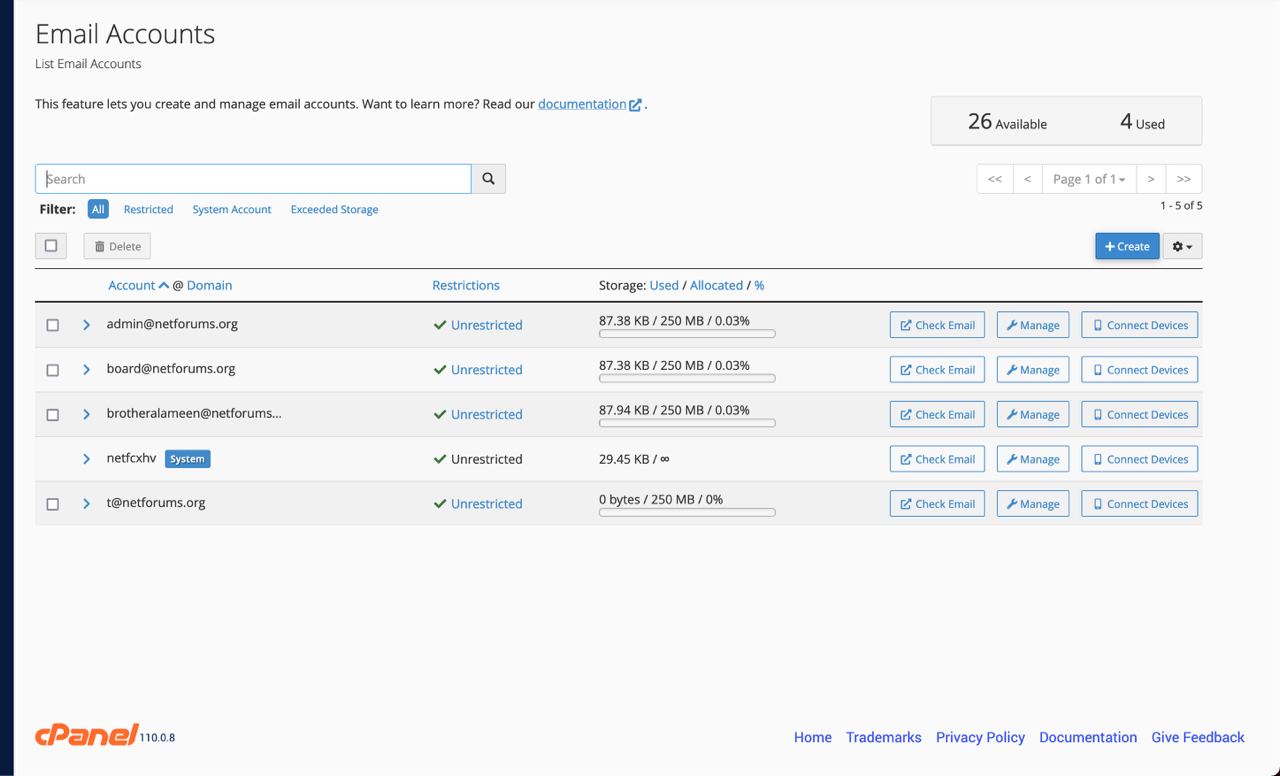 Email Accounts
List Email Accounts
This feature lets you create and manage email accounts. Want to learn more? Read our documentation .
26 Available 4 Used
Search
<< < Page 1 of 1 > >>
Filter: All Restricted System Account Exceeded Storage
1 - 5 of 5
Delete
+ Create
Account @ Domain Restrictions Storage: Used / Allocated / %
admin@netforums.org Unrestricted 87.38 KB / 250 MB / 0.03% Check Email Manage Connect Devices
board@netforums.org Unrestricted 87.38 KB / 250 MB / 0.03% Check Email Manage Connect Devices
brotheralameen@netforums... Unrestricted 87.94 KB / 250 MB / 0.03% Check Email Manage Connect Devices
netfcxhv System Unrestricted 29.45 KB / ∞ Check Email Manage Connect Devices
t@netforums.org Unrestricted 0 bytes / 250 MB / 0% Check Email Manage Connect Devices
cPanel 110.0.8 Home Trademarks Privacy Policy Documentation Give Feedback